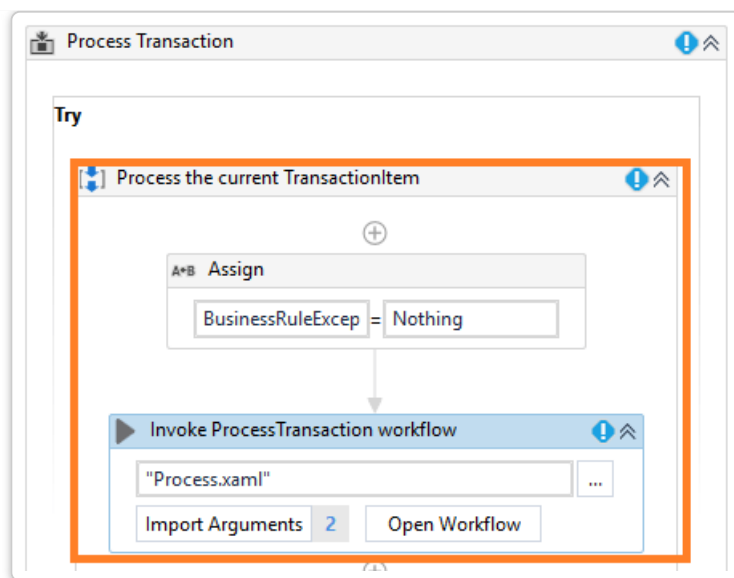 Process Transaction
Try
Process the current TransactionItem
A+B Assign
BusinessRuleExcep = Nothing
Invoke ProcessTransaction workflow
"Process.xaml"
...
Import Arguments 2 Open Workflow